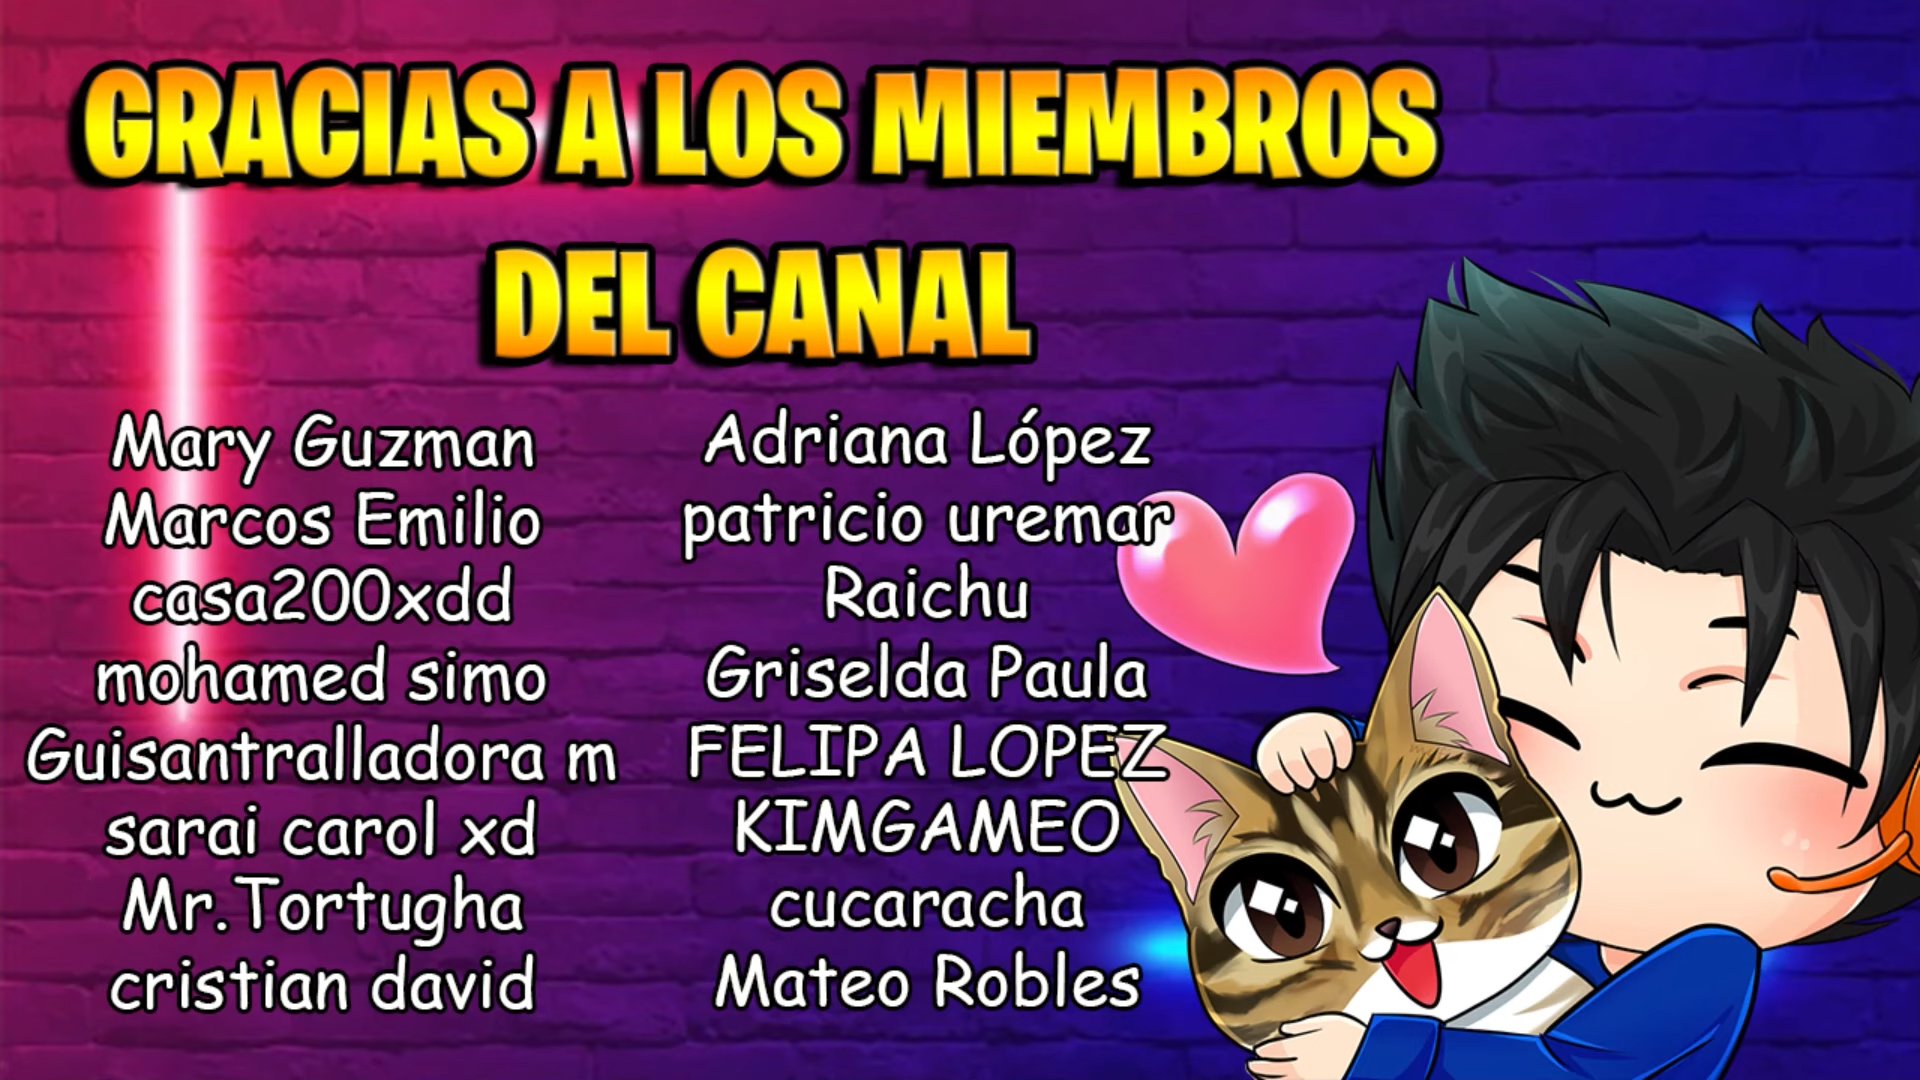 GRACIAS A LOS MIEMBROS
DEL CANAL
Mary Guzman
Marcos Emilio
casa200xdd
mohamed simo
Guisantralladora m
sarai carol xd
Mr.Tortugha
cristian david
Adriana López
patricio uremar
Raichu
Griselda Paula
FELIPA LOPEZ
KIMGAMEO
cucaracha
Mateo Robles